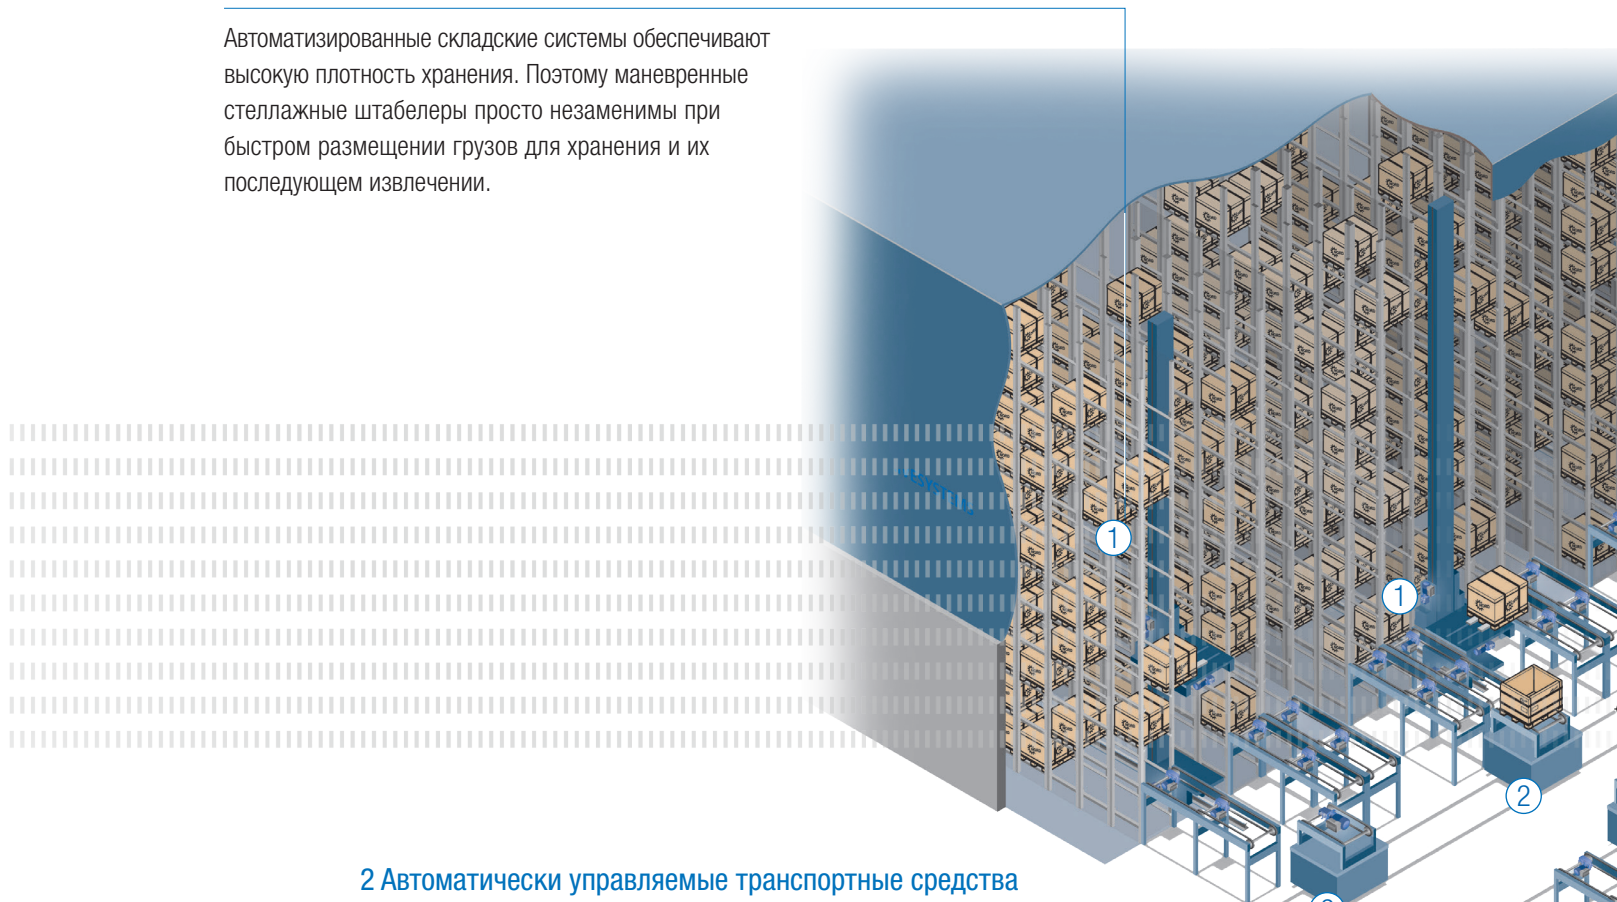 Автоматизированные складские системы обеспечивают
высокую плотность хранения. Поэтому маневренные
стеллажные штабелеры просто незаменимы при
быстром размещении грузов для хранения и их
последующем извлечении.
1
1
2
2 Автоматически управляемые транспортные средства